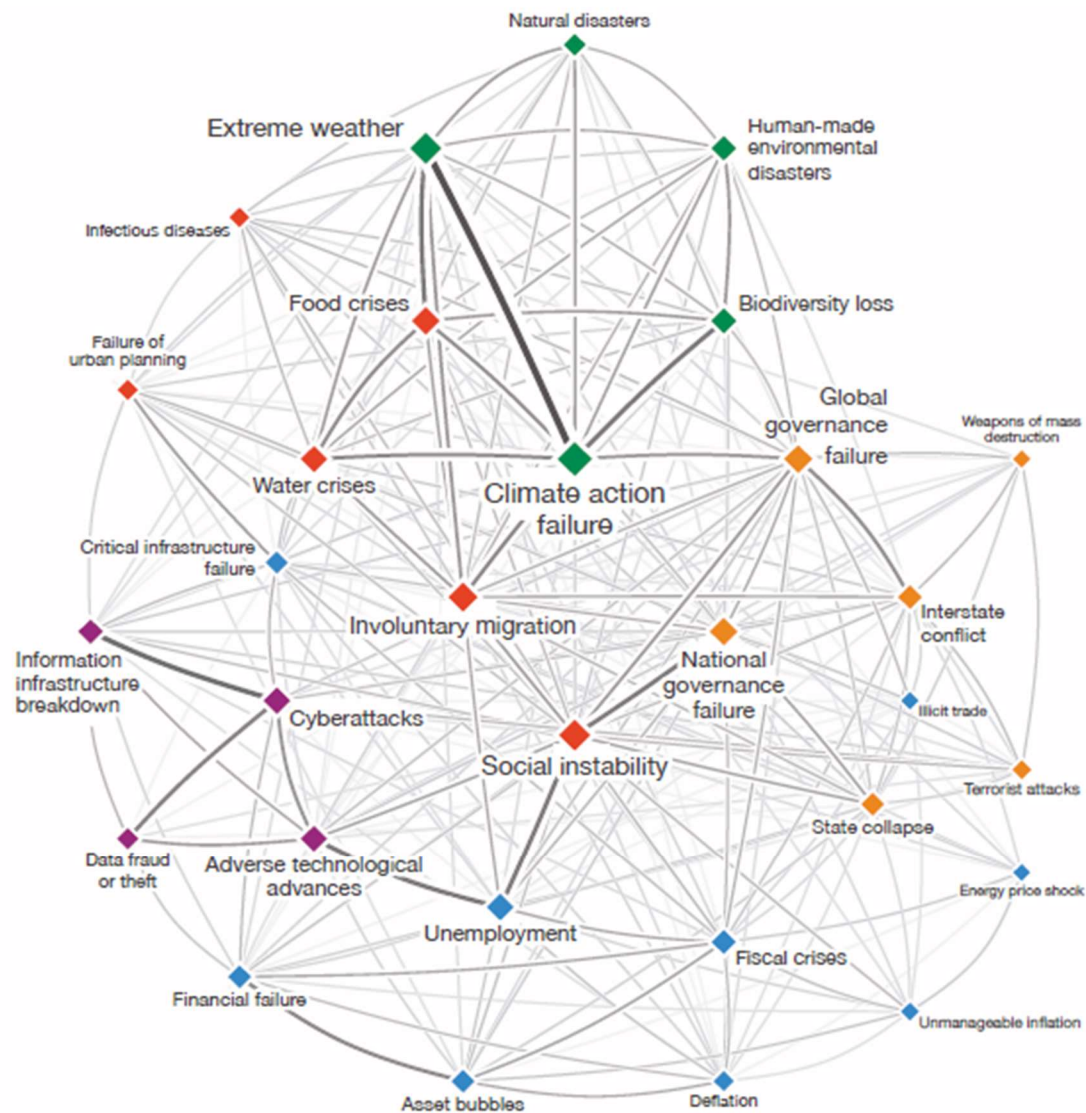 Natural disasters
Extreme weather
Human-made
environmental
disasters
Infectious diseases
Food crises
Biodiversity loss
Failure of
urban planning
Global
governance
failure
Weapons of mass
destruction
Water crises
Climate action
failure
Critical infrastructure
failure
Involuntary migration
Interstate
conflict
Information
infrastructure
breakdown
National
governance
failure
Cyberattacks
Illicit trade
Social instability
Terrorist attacks
State collapse
Data fraud
or theft
Adverse technological
advances
Energy price shock
Unemployment
Fiscal crises
Financial failure
Unmanageable inflation
Asset bubbles
Deflation